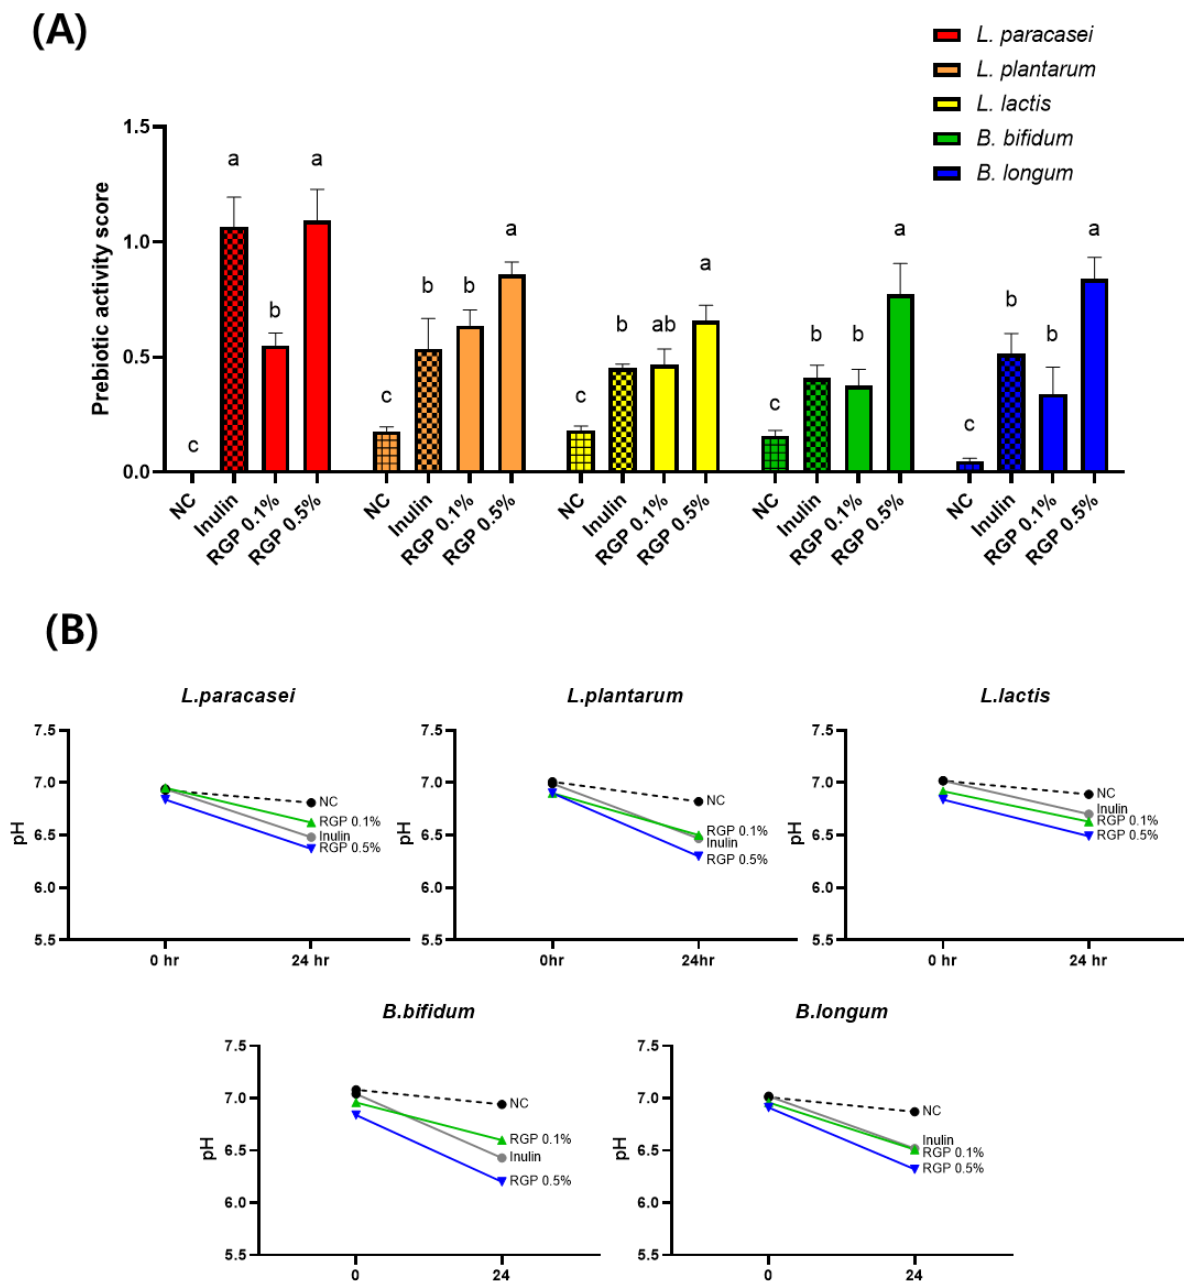 (A)
L. paracasei
L. plantarum
L. lactis
B. bifidum
B. longum
Prebiotic activity score
1.5
1.0
0.5
0.0
c a b a
c b b a
c b ab a
c b b a
c b b a
NC Inulin RGP 0.1% RGP 0.5%
NC Inulin RGP 0.1% RGP 0.5%
NC Inulin RGP 0.1% RGP 0.5%
NC Inulin RGP 0.1% RGP 0.5%
NC Inulin RGP 0.1% RGP 0.5%
(B)
L.paracasei
pH
7.5
7.0
6.5
6.0
5.5
NC
RGP 0.1%
Inulin
RGP 0.5%
0 hr 24 hr
L.plantarum
pH
7.5
7.0
6.5
6.0
5.5
NC
RGP 0.1%
Inulin
RGP 0.5%
0hr 24hr
L.lactis
pH
7.5
7.0
6.5
6.0
5.5
NC
Inulin
RGP 0.1%
RGP 0.5%
0 hr 24 hr
B.bifidum
pH
7.5
7.0
6.5
6.0
5.5
NC
RGP 0.1%
Inulin
RGP 0.5%
0 24
B.longum
pH
7.5
7.0
6.5
6.0
5.5
NC
Inulin
RGP 0.1%
RGP 0.5%
0 24